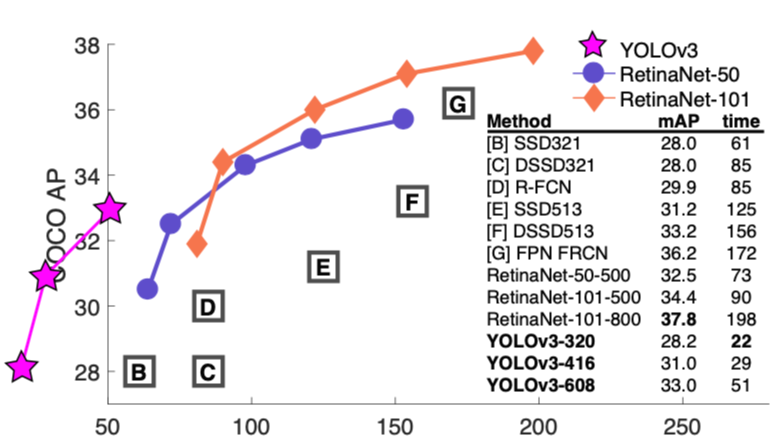 38
36
34
32
30
28
COCO AP
50
100
150
200
250
B
C
D
E
F
G
YOLOv3
RetinaNet-50
RetinaNet-101
Method mAP time
[B] SSD321 28.0 61
[C] DSSD321 28.0 85
[D] R-FCN 29.9 85
[E] SSD513 31.2 125
[F] DSSD513 33.2 156
[G] FPN FRCN 36.2 172
RetinaNet-50-500 32.5 73
RetinaNet-101-500 34.4 90
RetinaNet-101-800 37.8 198
YOLOv3-320 28.2 22
YOLOv3-416 31.0 29
YOLOv3-608 33.0 51